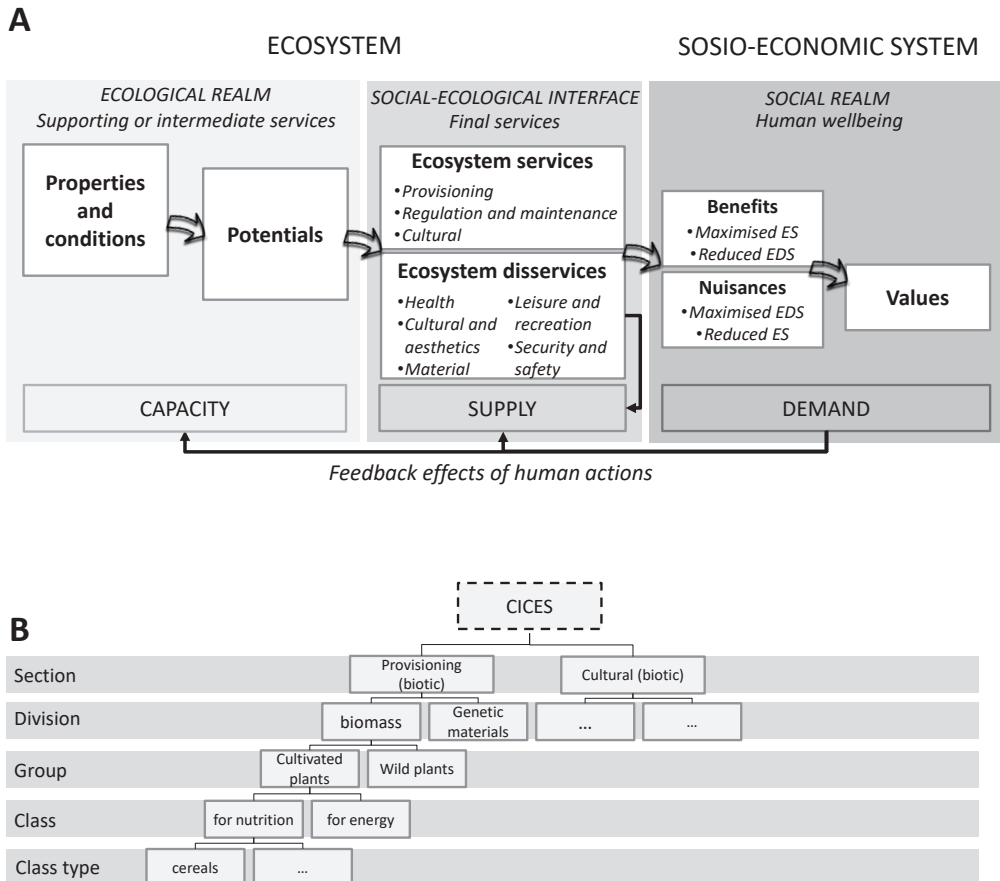 A
ECOSYSTEM
SOSIO-ECONOMIC SYSTEM
ECOLOGICAL REALM
Supporting or intermediate services
Properties
and
conditions
Potentials
CAPACITY
SOCIAL-ECOLOGICAL INTERFACE
Final services
Ecosystem services
•Provisioning
•Regulation and maintenance
•Cultural
Ecosystem disservices
•Health
•Cultural and
aesthetics
•Material
•Leisure and
recreation
•Security and
safety
SUPPLY
SOCIAL REALM
Human wellbeing
Benefits
•Maximised ES
•Reduced EDS
Nuisances
•Maximised EDS
•Reduced ES
Values
DEMAND
Feedback effects of human actions
B
CICES
Section
Provisioning
(biotic)
Cultural (biotic)
Division
biomass
Genetic
materials
...
...
Group
Cultivated
plants
Wild plants
Class
for nutrition
for energy
Class type
cereals
...